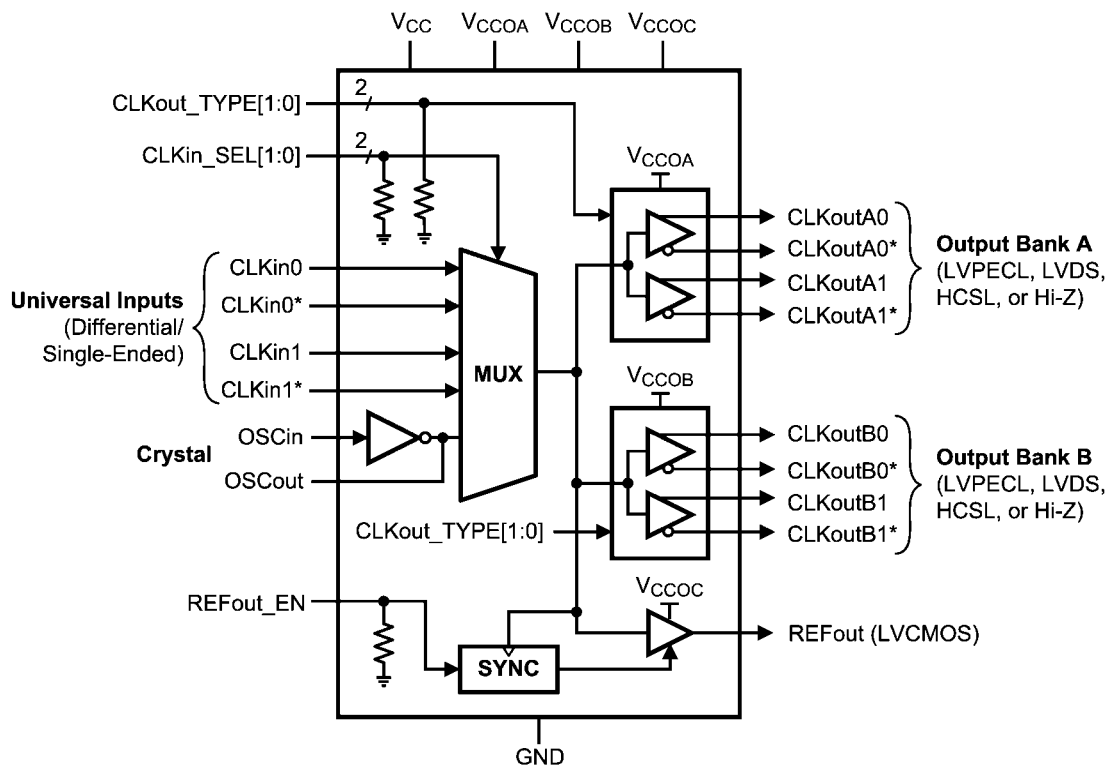 VCC
VCCOA
VCCOB
VCCOC
CLKout_TYPE[1:0]
2
CLKin_SEL[1:0]
2
VCCOA
CLKoutA0
CLKoutA0*
CLKoutA1
CLKoutA1*
Output Bank A
(LVPECL, LVDS,
HCSL, or Hi-Z)
Universal Inputs
(Differential/
Single-Ended)
CLKin0
CLKin0*
CLKin1
CLKin1*
MUX
Crystal
OSCin
OSCout
VCCOB
CLKoutB0
CLKoutB0*
CLKoutB1
CLKoutB1*
Output Bank B
(LVPECL, LVDS,
HCSL, or Hi-Z)
CLKout_TYPE[1:0]
REFout_EN
SYNC
VCCOC
REFout (LVCMOS)
GND